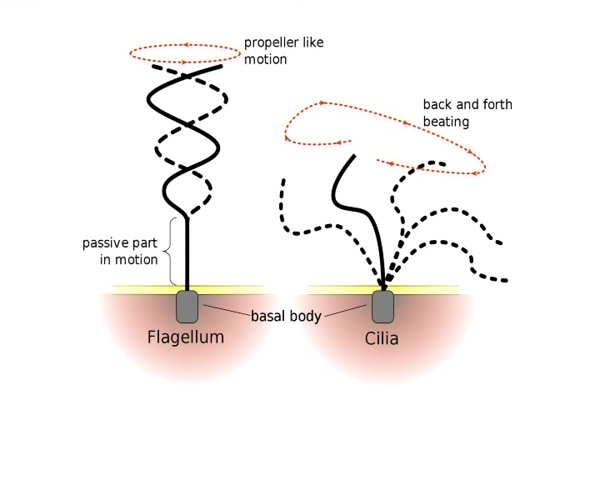 propeller like
motion
back and forth
beating
passive part
in motion
basal body
Flagellum
Cilia